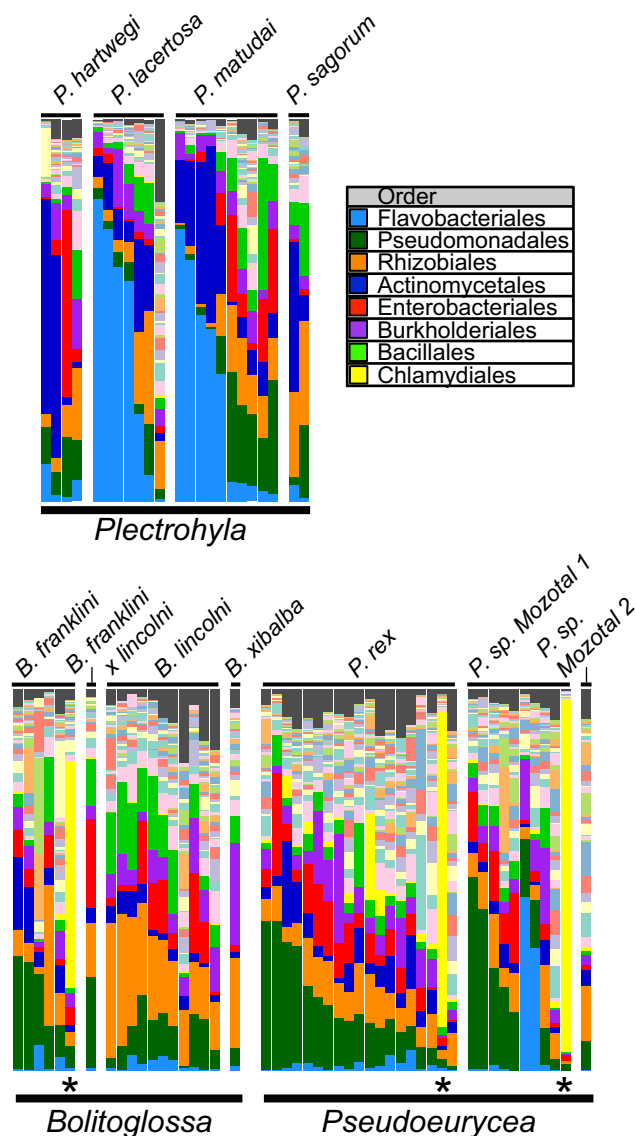 P. hartwegi
P. lacertosa
P. matudai
P. sagorum
Order
Flavobacteriales
Pseudomonadales
Rhizobiales
Actinomycetales
Enterobacteriales
Burkholderiales
Bacillales
Chlamydiales
Plectrohyla
B. franklini
B. franklini
x lincolni
B. lincolni
B. xibalba
P. rex
P. sp. Mozotal 1
P. sp.
Mozotal 2
* * *
Bolitoglossa
Pseudoeurycea